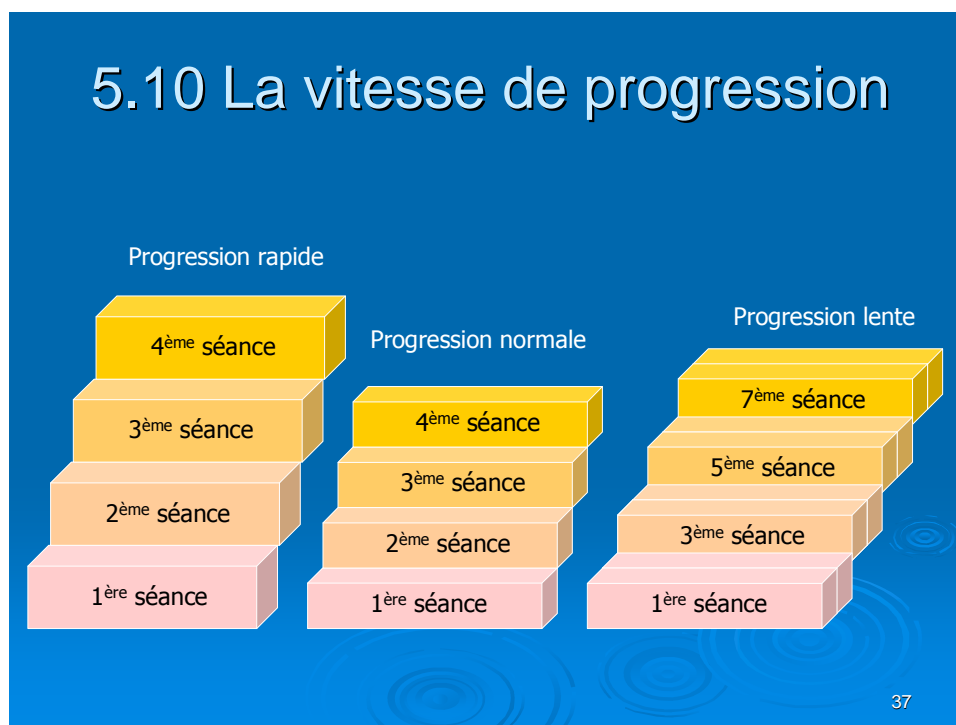 5.10 La vitesse de progression
Progression rapide
4ème séance
3ème séance
2ème séance
1ère séance
Progression normale
4ème séance
3ème séance
2ème séance
1ère séance
Progression lente
7ème séance
5ème séance
3ème séance
1ère séance
37